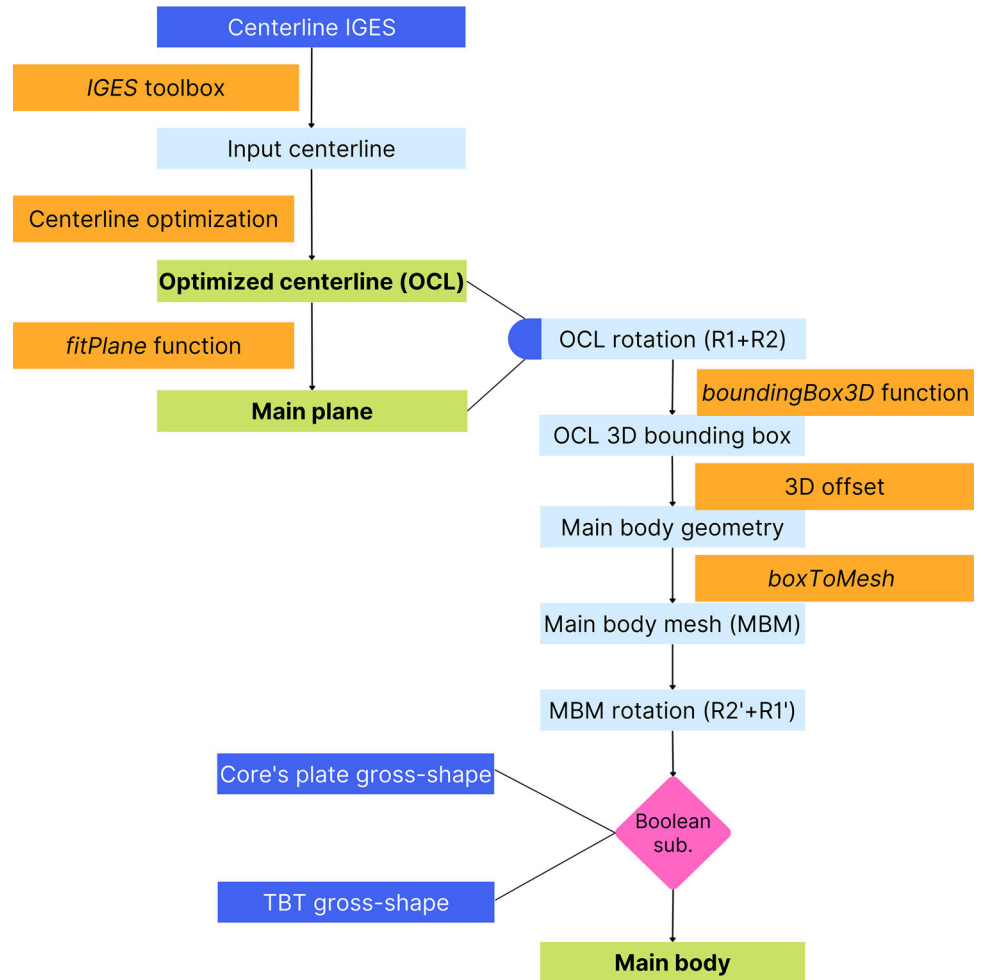 Centerline IGES
IGES toolbox
Input centerline
Centerline optimization
Optimized centerline (OCL)
fitPlane function
OCL rotation (R1+R2)
boundingBox3D function
Main plane
OCL 3D bounding box
3D offset
Main body geometry
boxToMesh
Main body mesh (MBM)
MBM rotation (R2'+R1')
Core's plate gross-shape
Boolean
sub.
TBT gross-shape
Main body